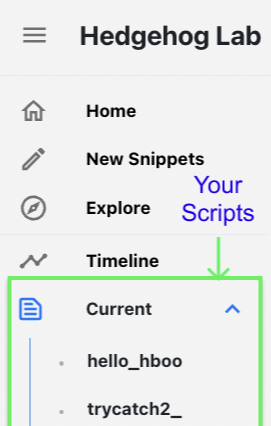 Hedgehog Lab
Home
New Snippets
Explore
Your
Scripts
Timeline
Current
hello_hboo
trycatch2_